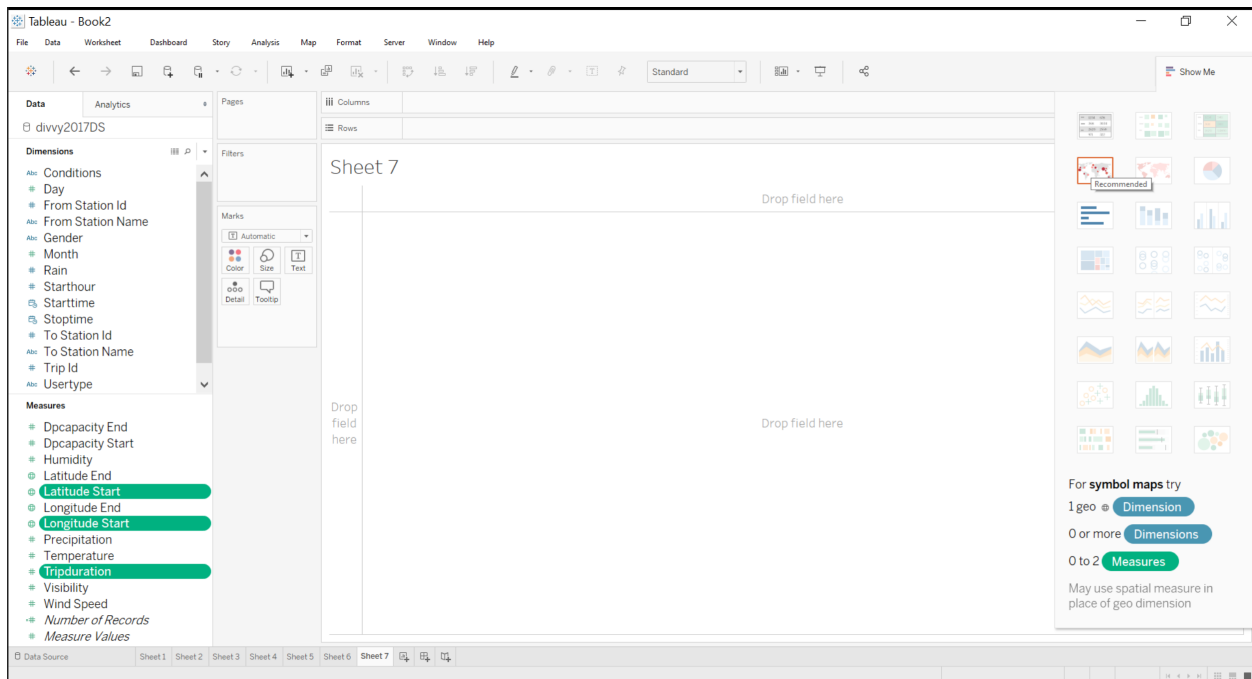 Tableau - Book2
File Data Worksheet Dashboard Story Analysis Map Format Server Window Help
Standard
Show Me
Data Analytics
divvy2017DS
Dimensions
Abc Conditions
# Day
# From Station Id
Abc From Station Name
Abc Gender
# Month
# Rain
# Starthour
Starttime
Stoptime
# To Station Id
Abc To Station Name
# Trip Id
Abc Usertype
Measures
# Dpcapacity End
# Dpcapacity Start
# Humidity
Latitude End
Latitude Start
Longitude End
Longitude Start
# Precipitation
# Temperature
# Tripduration
# Visibility
# Wind Speed
# Number of Records
# Measure Values
Pages
Filters
Marks
T Automatic
Color Size Text
Detail Tooltip
Columns
Rows
Sheet 7
Drop field here
Drop
field
here
Drop field here
Recommended
For symbol maps try
1 geo Dimension
0 or more Dimensions
0 to 2 Measures
May use spatial measure in
place of geo dimension
Data Source Sheet 1 Sheet 2 Sheet 3 Sheet 4 Sheet 5 Sheet 6 Sheet 7